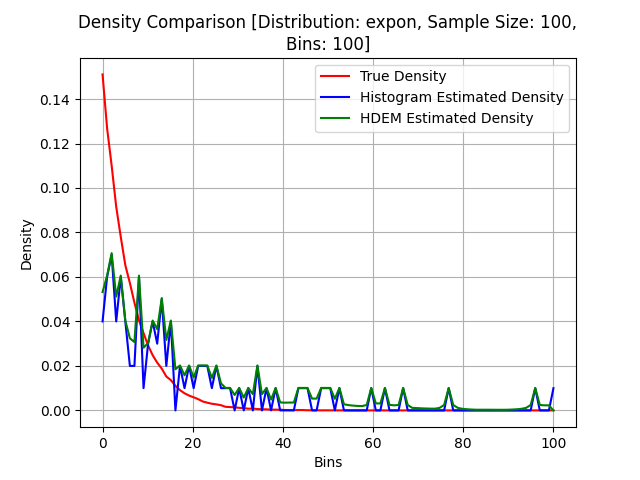 Density Comparison [Distribution: expon, Sample Size: 100,
Bins: 100]
True Density
Histogram Estimated Density
HDEM Estimated Density
Density
0.14
0.12
0.10
0.08
0.06
0.04
0.02
0.00
0
20
40
60
80
100
Bins